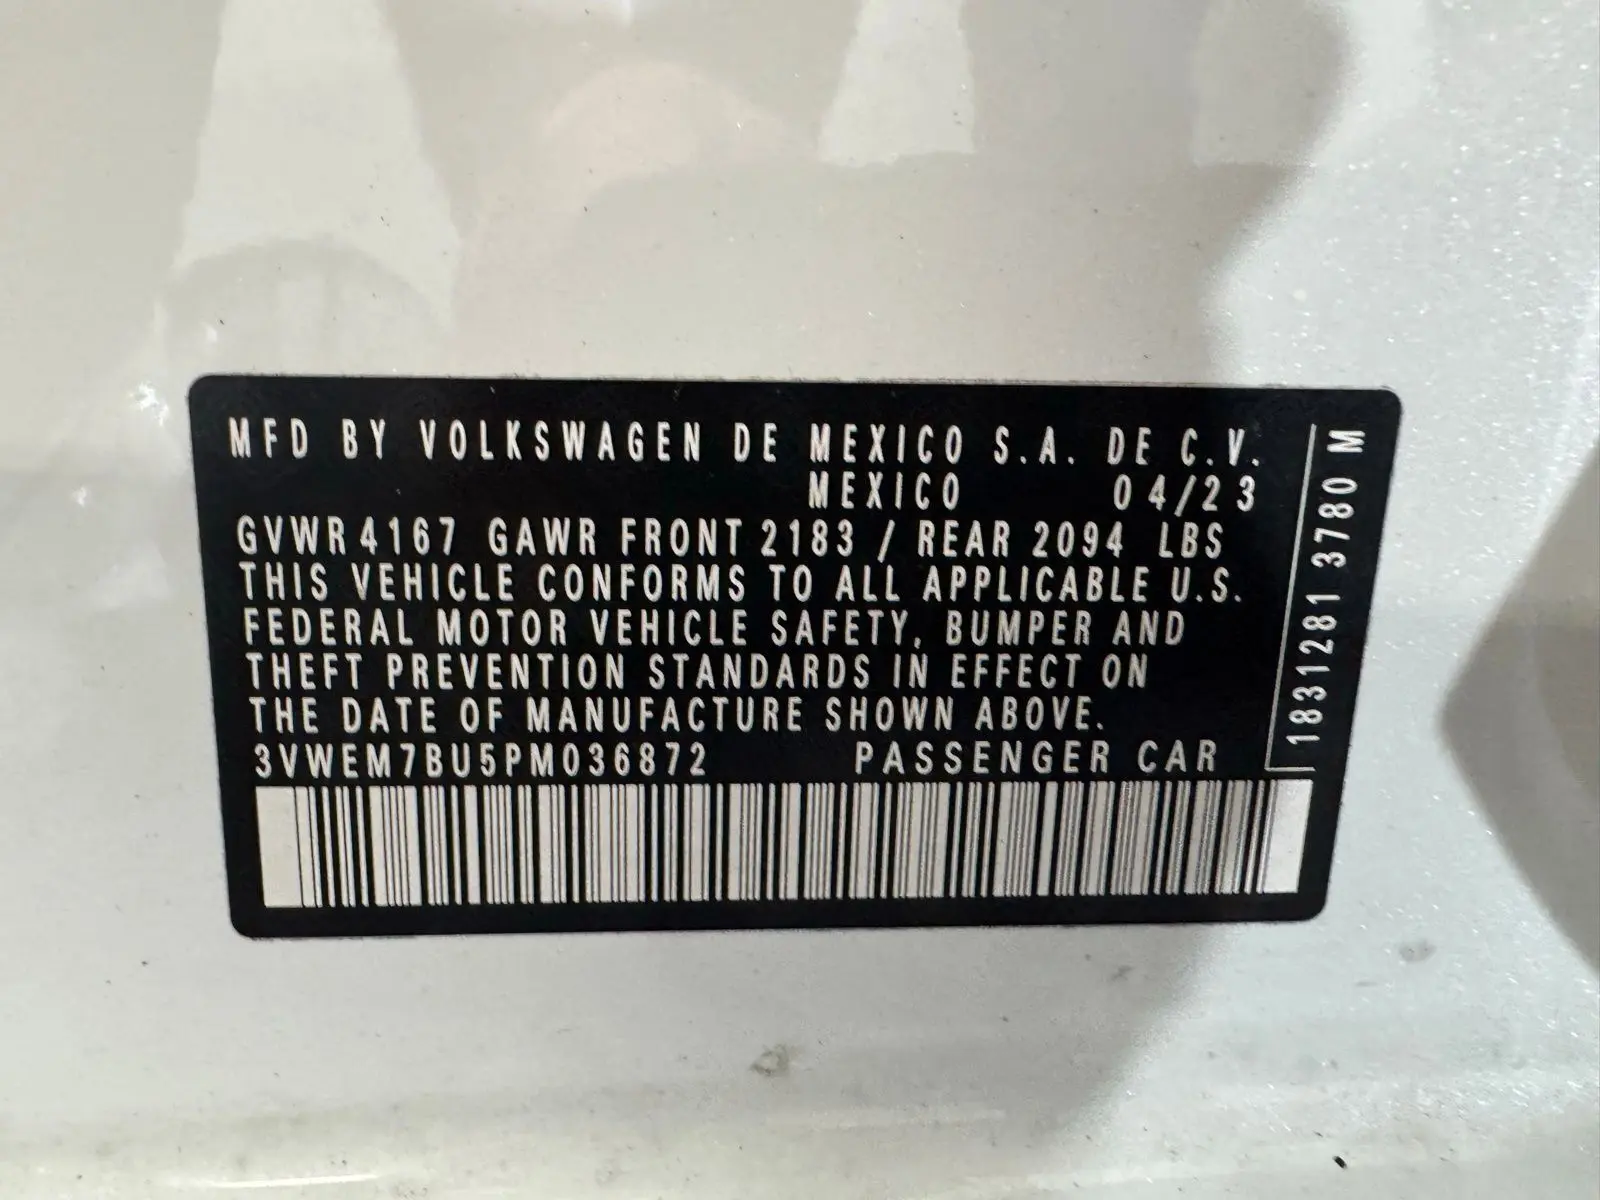 MFD BY VOLKSWAGEN DE MEXICO S.A. DE C.V.
MEXICO 04/23
GVWR 4167 GAWR FRONT 2183 / REAR 2094 LBS
THIS VEHICLE CONFORMS TO ALL APPLICABLE U.S.
FEDERAL MOTOR VEHICLE SAFETY, BUMPER AND
THEFT PREVENTION STANDARDS IN EFFECT ON
THE DATE OF MANUFACTURE SHOWN ABOVE.
3VWEM7BU5PM036872 PASSENGER CAR
1831281 3780 M